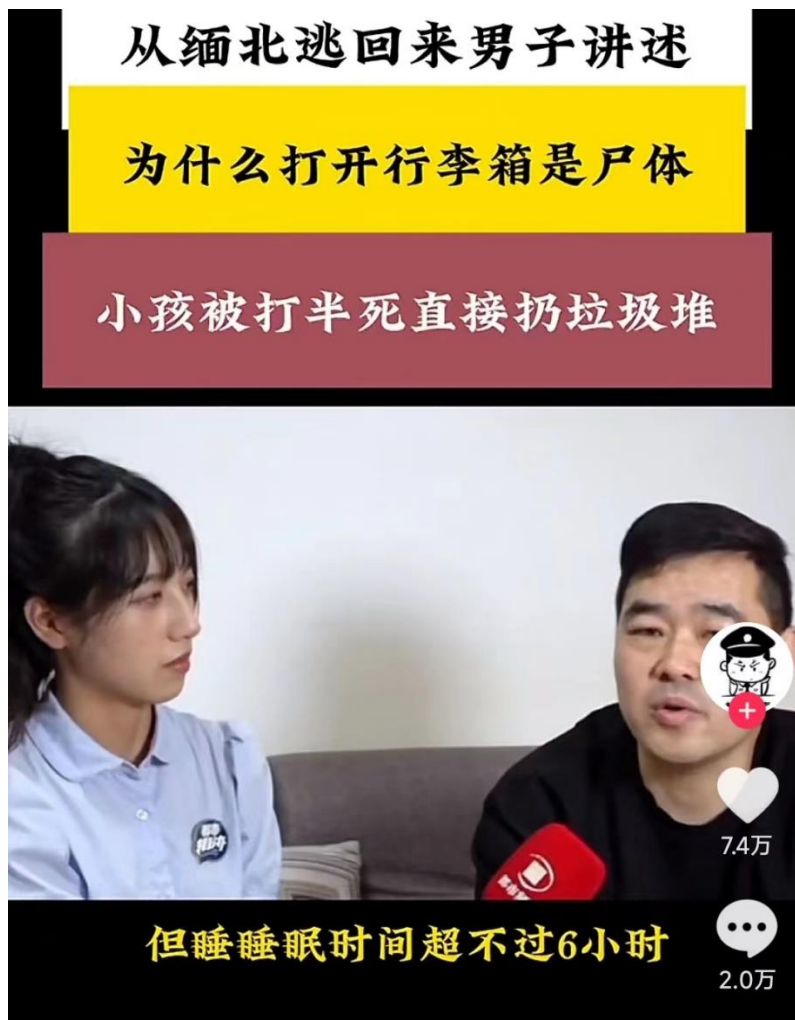 从缅北逃回来男子讲述
为什么打开行李箱是尸体
小孩被打半死直接扔垃圾堆
但睡睡眠时间超不过6小时
7.4万
2.0万